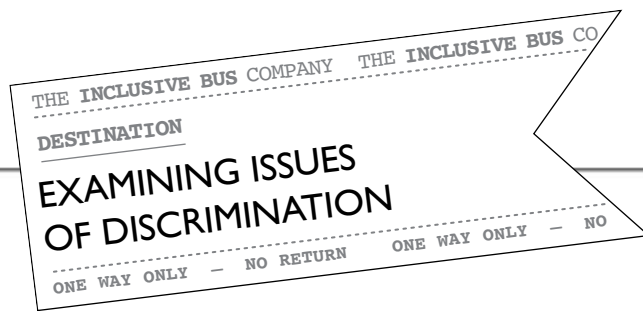 THE INCLUSIVE BUS COMPANY THE INCLUSIVE BUS CO
DESTINATION
EXAMINING ISSUES
OF DISCRIMINATION
ONE WAY ONLY – NO RETURN ONE WAY ONLY – NO